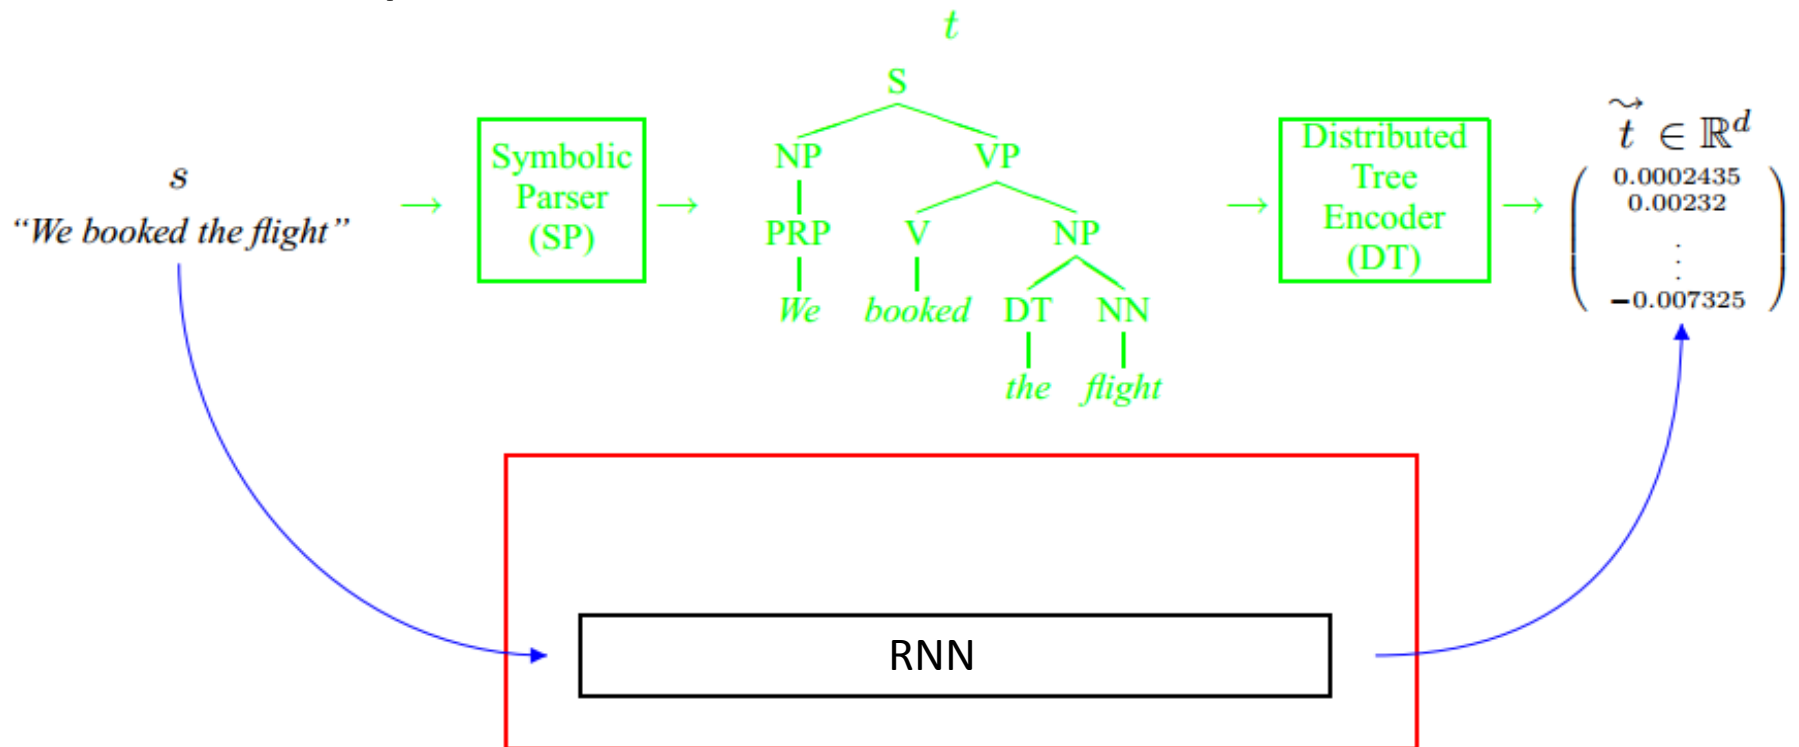 t
S
NP VP
PRP V NP
We booked DT NN
the flight
s
“We booked the flight”
→
Symbolic
Parser
(SP)
→
→
Distributed
Tree
Encoder
(DT)
→
t ∈ ℝ^d
0.0002435
0.00232
⋮
−0.007325
RNN